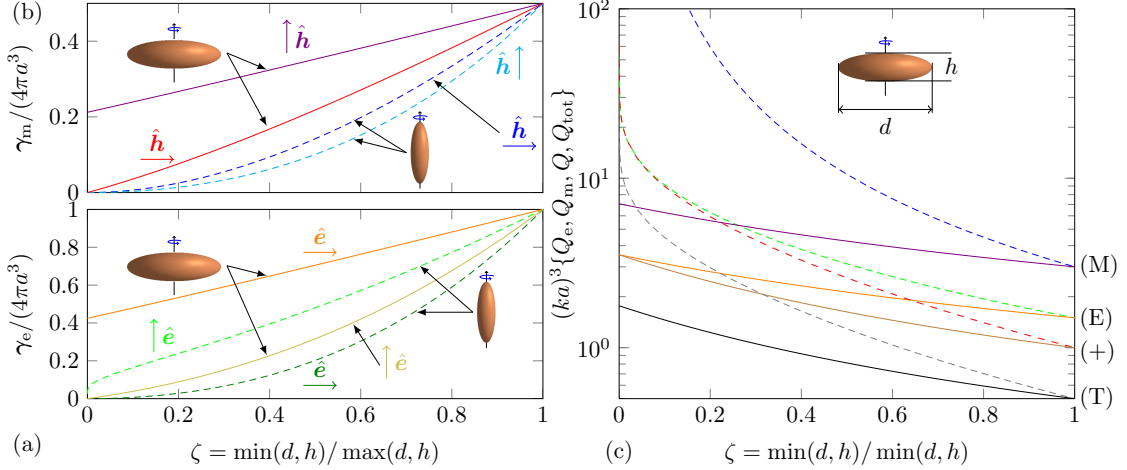 (b)
γm/(4πa³)
0.4
0.2
0
ĥ
ĥ
ĥ
ĥ
γe/(4πa³)
1
0.8
0.6
0.4
0.2
0
ê
ê
ê
ê
0 0.2 0.4 0.6 0.8 1
(a)
ζ = min(d, h)/ max(d, h)
(ka)³{Qe, Qm, Q, Qtot}
10²
10¹
10⁰
h
d
(M)
(E)
(+)
(T)
0.2 0.4 0.6 0.8 1
0
(c)
ζ = min(d, h)/ min(d, h)